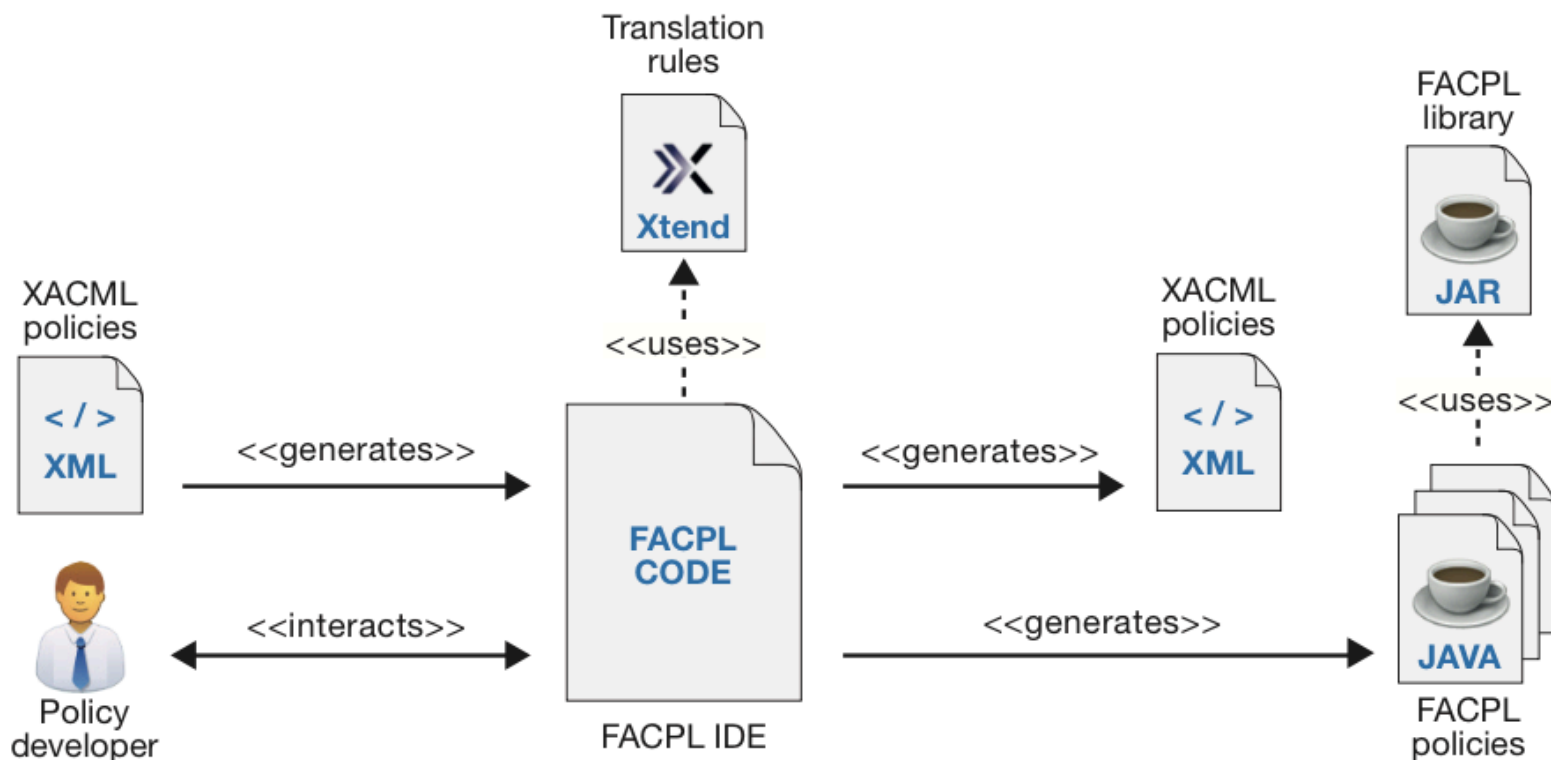 Translation
rules
Xtend
<<uses>>
FACPL
library
JAR
<<uses>>
XACML
policies
</>
XML
<<generates>>
Policy
developer
<<interacts>>
FACPL
CODE
FACPL IDE
<<generates>>
XACML
policies
</>
XML
<<generates>>
JAVA
FACPL
policies